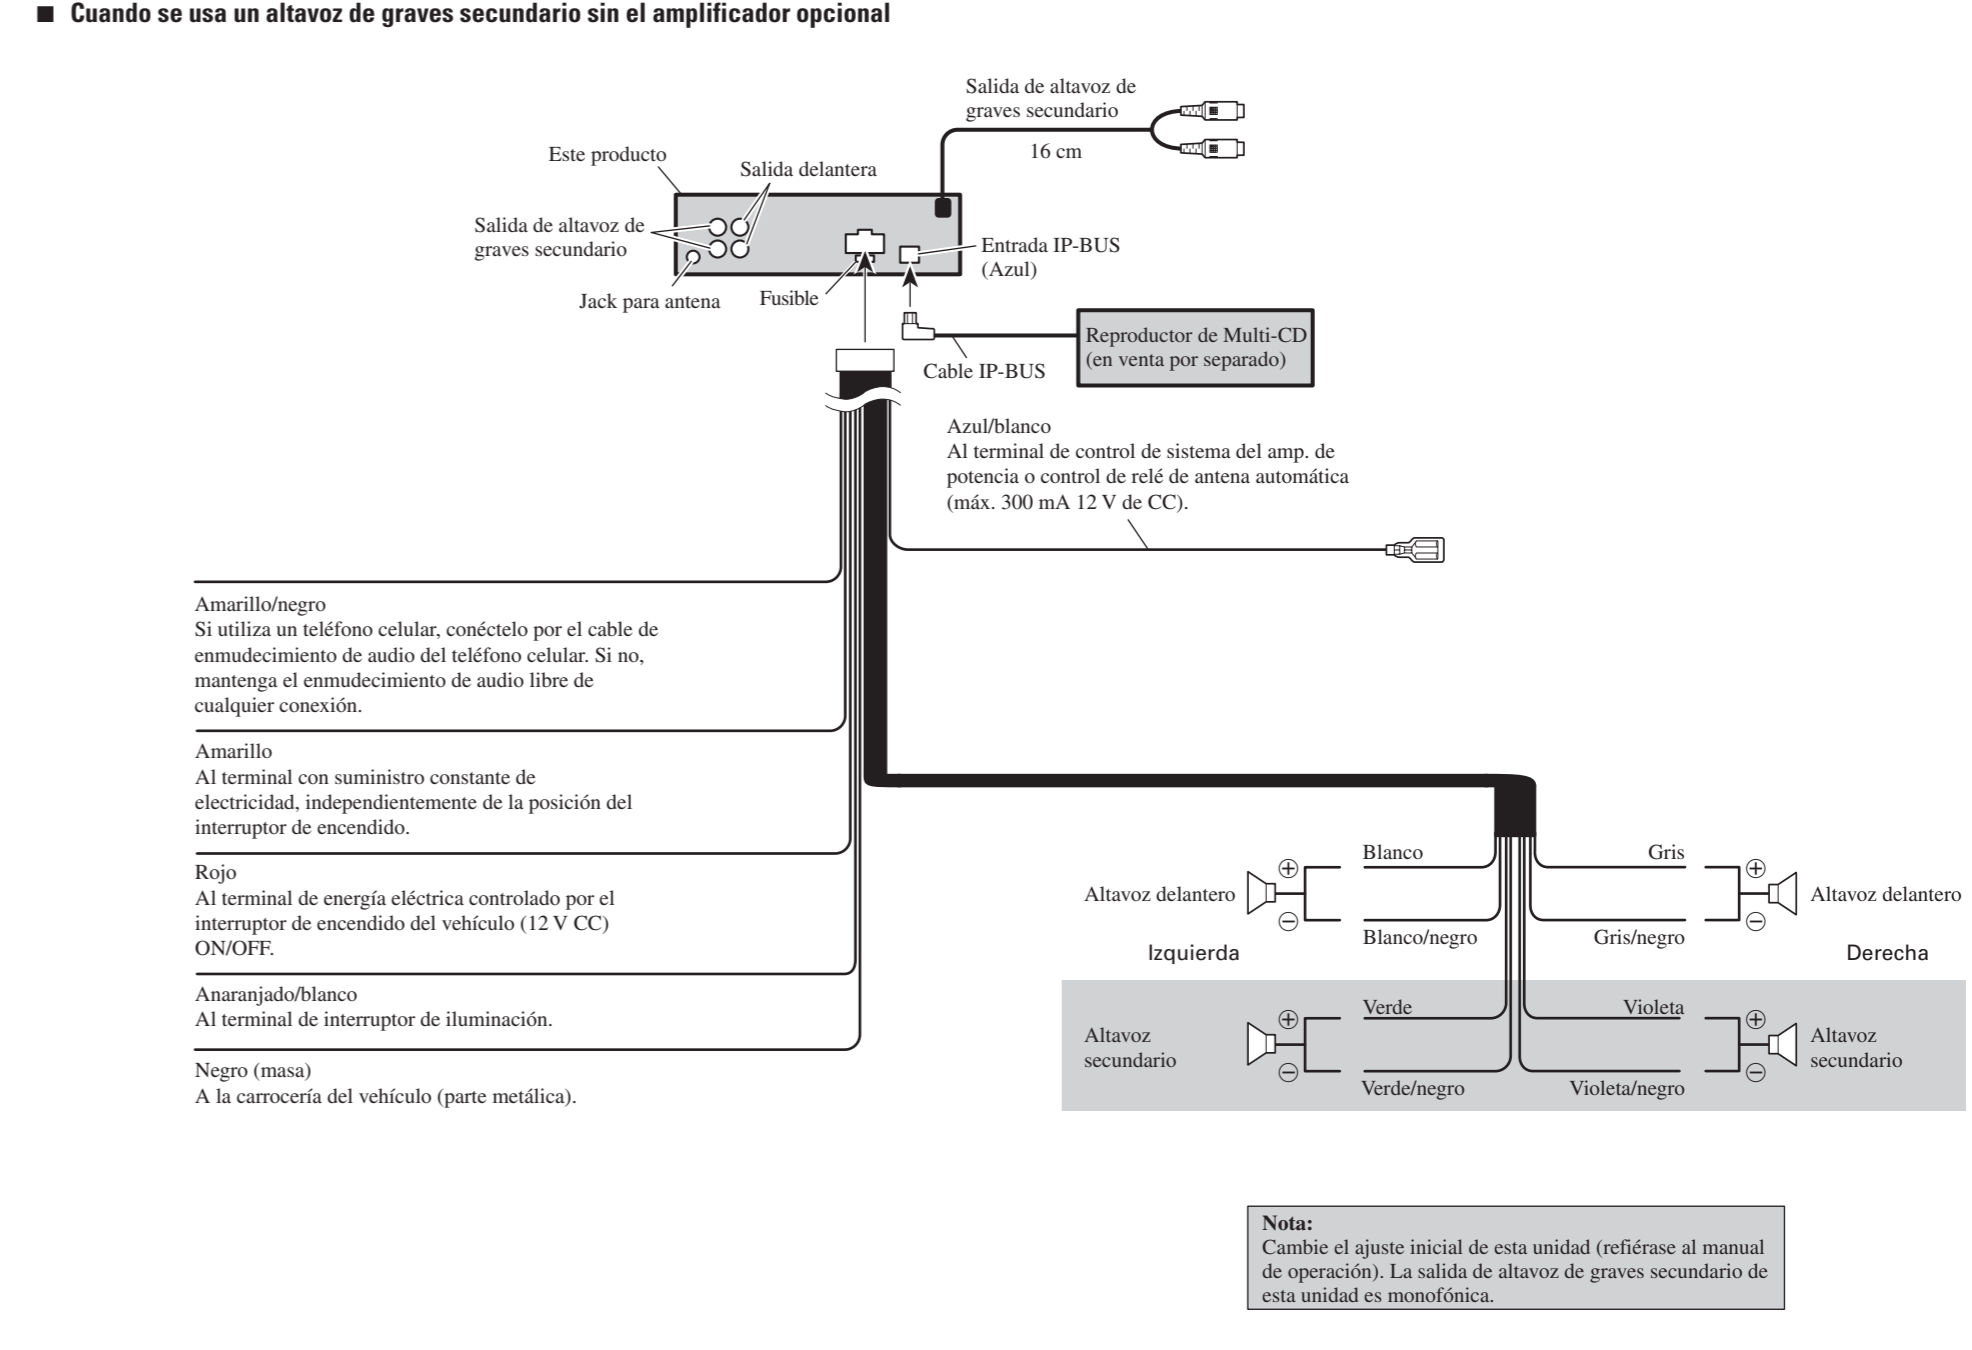 ■ Cuando se usa un altavoz de graves secundario sin el amplificador opcional
Salida de altavoz de
graves secundario
16 cm
Este producto
Salida delantera
Salida de altavoz de
graves secundario
Entrada IP-BUS
(Azul)
Jack para antena
Fusible
Reproductor de Multi-CD
(en venta por separado)
Cable IP-BUS
Azul/blanco
Al terminal de control de sistema del amp. de
potencia o control de relé de antena automática
(máx. 300 mA 12 V de CC).
Amarillo/negro
Si utiliza un teléfono celular, conéctelo por el cable de
enmudecimiento de audio del teléfono celular. Si no,
mantenga el enmudecimiento de audio libre de
cualquier conexión.
Amarillo
Al terminal con suministro constante de
electricidad, independientemente de la posición del
interruptor de encendido.
Rojo
Al terminal de energía eléctrica controlado por el
interruptor de encendido del vehículo (12 V CC)
ON/OFF.
Anaranjado/blanco
Al terminal de interruptor de iluminación.
Negro (masa)
A la carrocería del vehículo (parte metálica).
Blanco
Gris
⊕
⊕
Altavoz delantero
Altavoz delantero
⊖
⊖
Blanco/negro
Gris/negro
Izquierda
Derecha
Verde
Violeta
⊕
⊕
Altavoz
secundario
Altavoz
secundario
⊖
⊖
Verde/negro
Violeta/negro
Nota:
Cambie el ajuste inicial de esta unidad (refiérase al manual
de operación). La salida de altavoz de graves secundario de
esta unidad es monofónica.